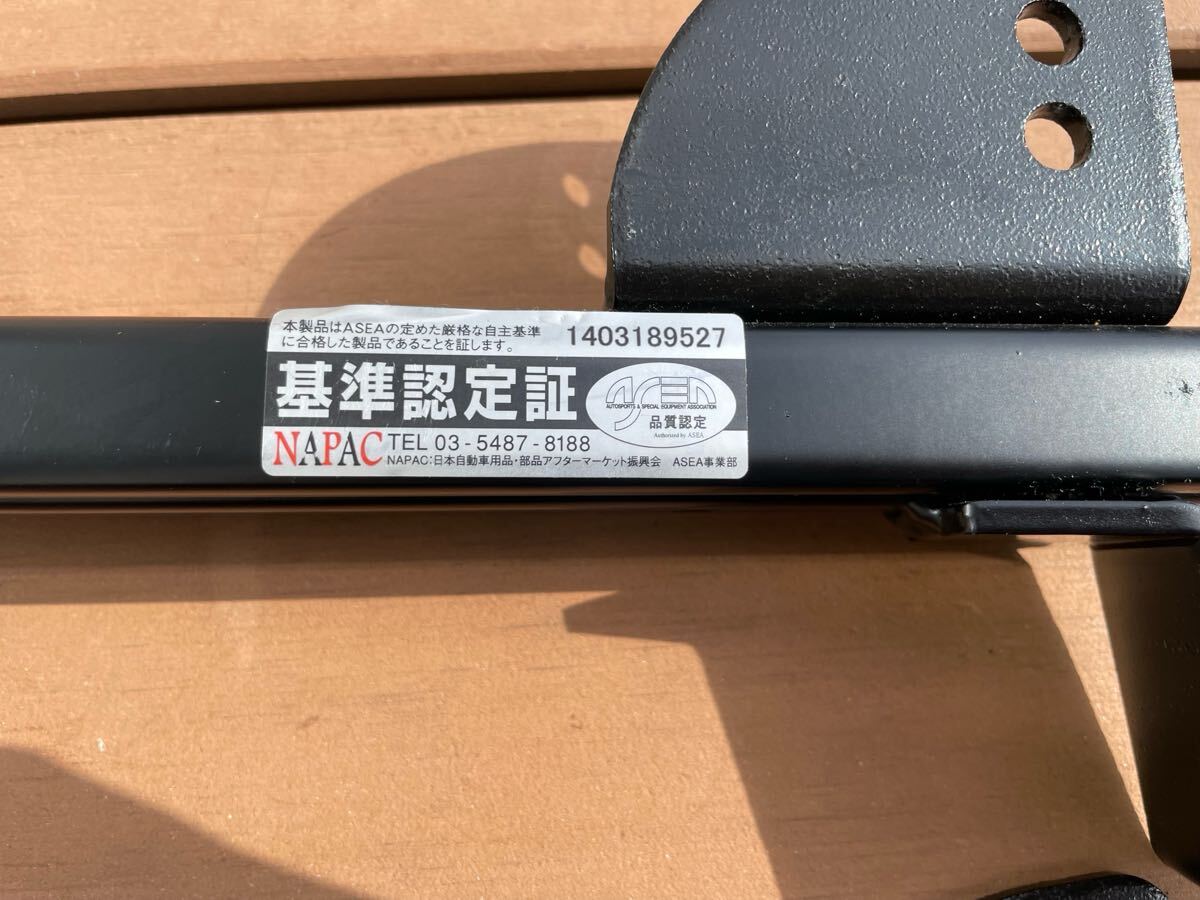 本製品はASEAの定めた厳格な自主基準
に合格した製品であることを証します。
1403189527
基準認定証
ASEA
AUTOSPORTS & SPECIAL EQUIPMENT ASSOCIATION
品質認定
Authorized by ASEA
NAPAC TEL 03-5487-8188
NAPAC:日本自動車用品・部品アフターマーケット振興会 ASEA事業部